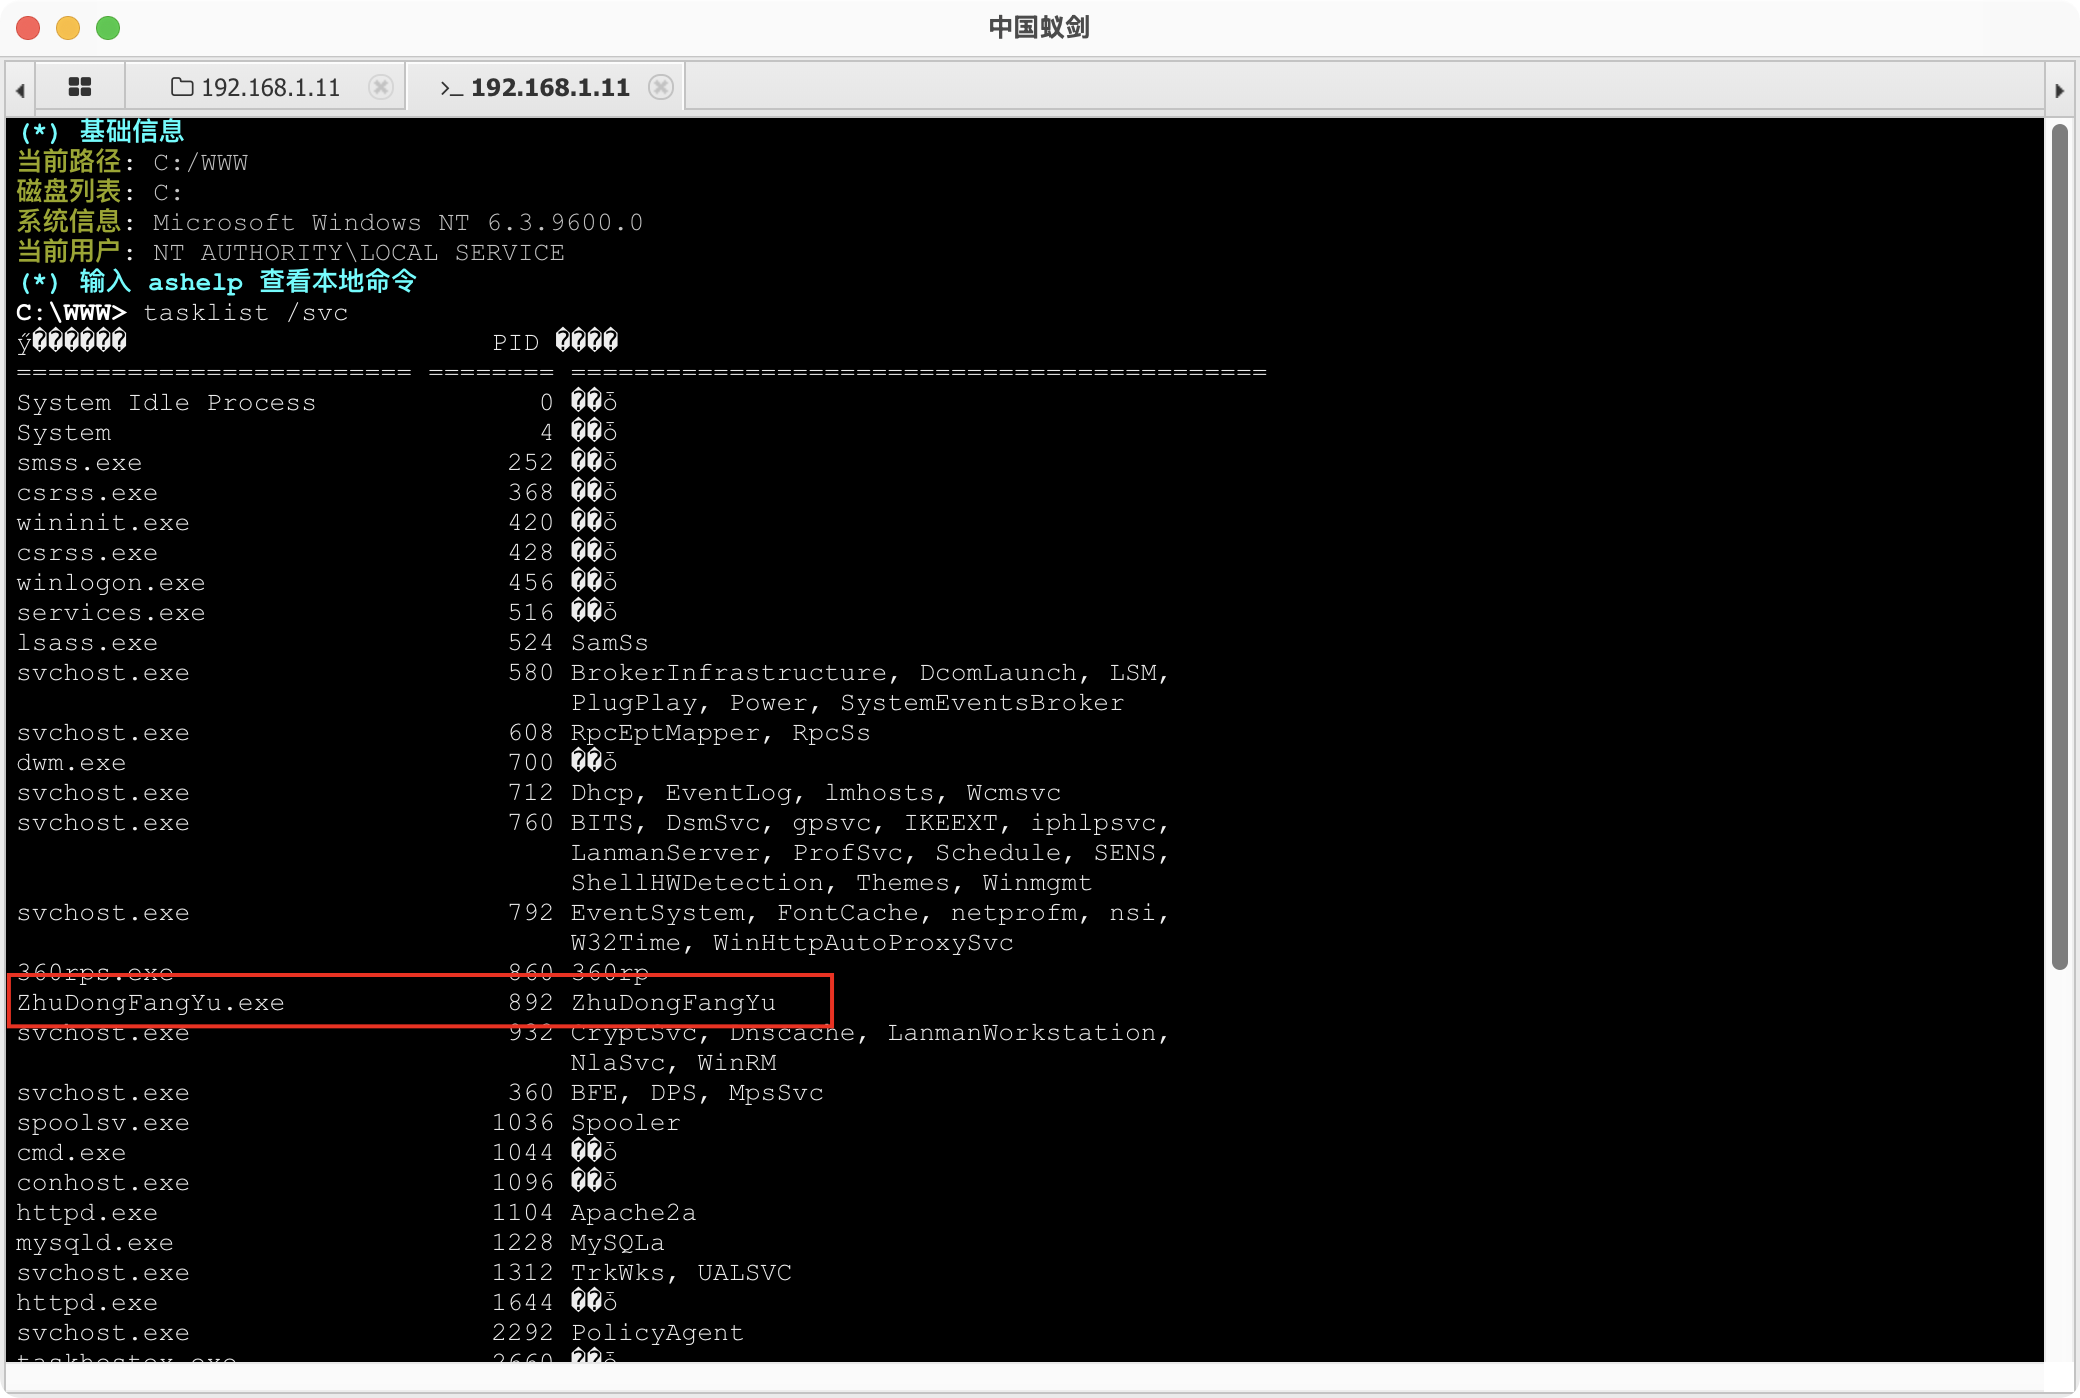 中国蚁剑
192.168.1.11
>_ 192.168.1.11
(*) 基础信息
当前路径: C:/WWW
磁盘列表: C:
系统信息: Microsoft Windows NT 6.3.9600.0
当前用户: NT AUTHORITY\LOCAL SERVICE
(*) 输入 ashelp 查看本地命令
C:\WWW> tasklist /svc
PID
========================= ======== ============================================
System Idle Process 0
System 4
smss.exe 252
csrss.exe 368
wininit.exe 420
csrss.exe 428
winlogon.exe 456
services.exe 516
lsass.exe 524 SamSs
svchost.exe 580 BrokerInfrastructure, DcomLaunch, LSM,
PlugPlay, Power, SystemEventsBroker
svchost.exe 608 RpcEptMapper, RpcSs
dwm.exe 700
svchost.exe 712 Dhcp, EventLog, lmhosts, Wcmsvc
svchost.exe 760 BITS, DsmSvc, gpsvc, IKEEXT, iphlpsvc,
LanmanServer, ProfSvc, Schedule, SENS,
ShellHWDetection, Themes, Winmgmt
svchost.exe 792 EventSystem, FontCache, netprofm, nsi,
W32Time, WinHttpAutoProxySvc
360rps.exe 860 360rp
ZhuDongFangYu.exe 892 ZhuDongFangYu
svchost.exe 932 CryptSvc, Dnscache, LanmanWorkstation,
NlaSvc, WinRM
svchost.exe 360 BFE, DPS, MpsSvc
spoolsv.exe 1036 Spooler
cmd.exe 1044
conhost.exe 1096
httpd.exe 1104 Apache2a
mysqld.exe 1228 MySQLa
svchost.exe 1312 TrkWks, UALSVC
httpd.exe 1644
svchost.exe 2292 PolicyAgent
taskhostex.exe 2660